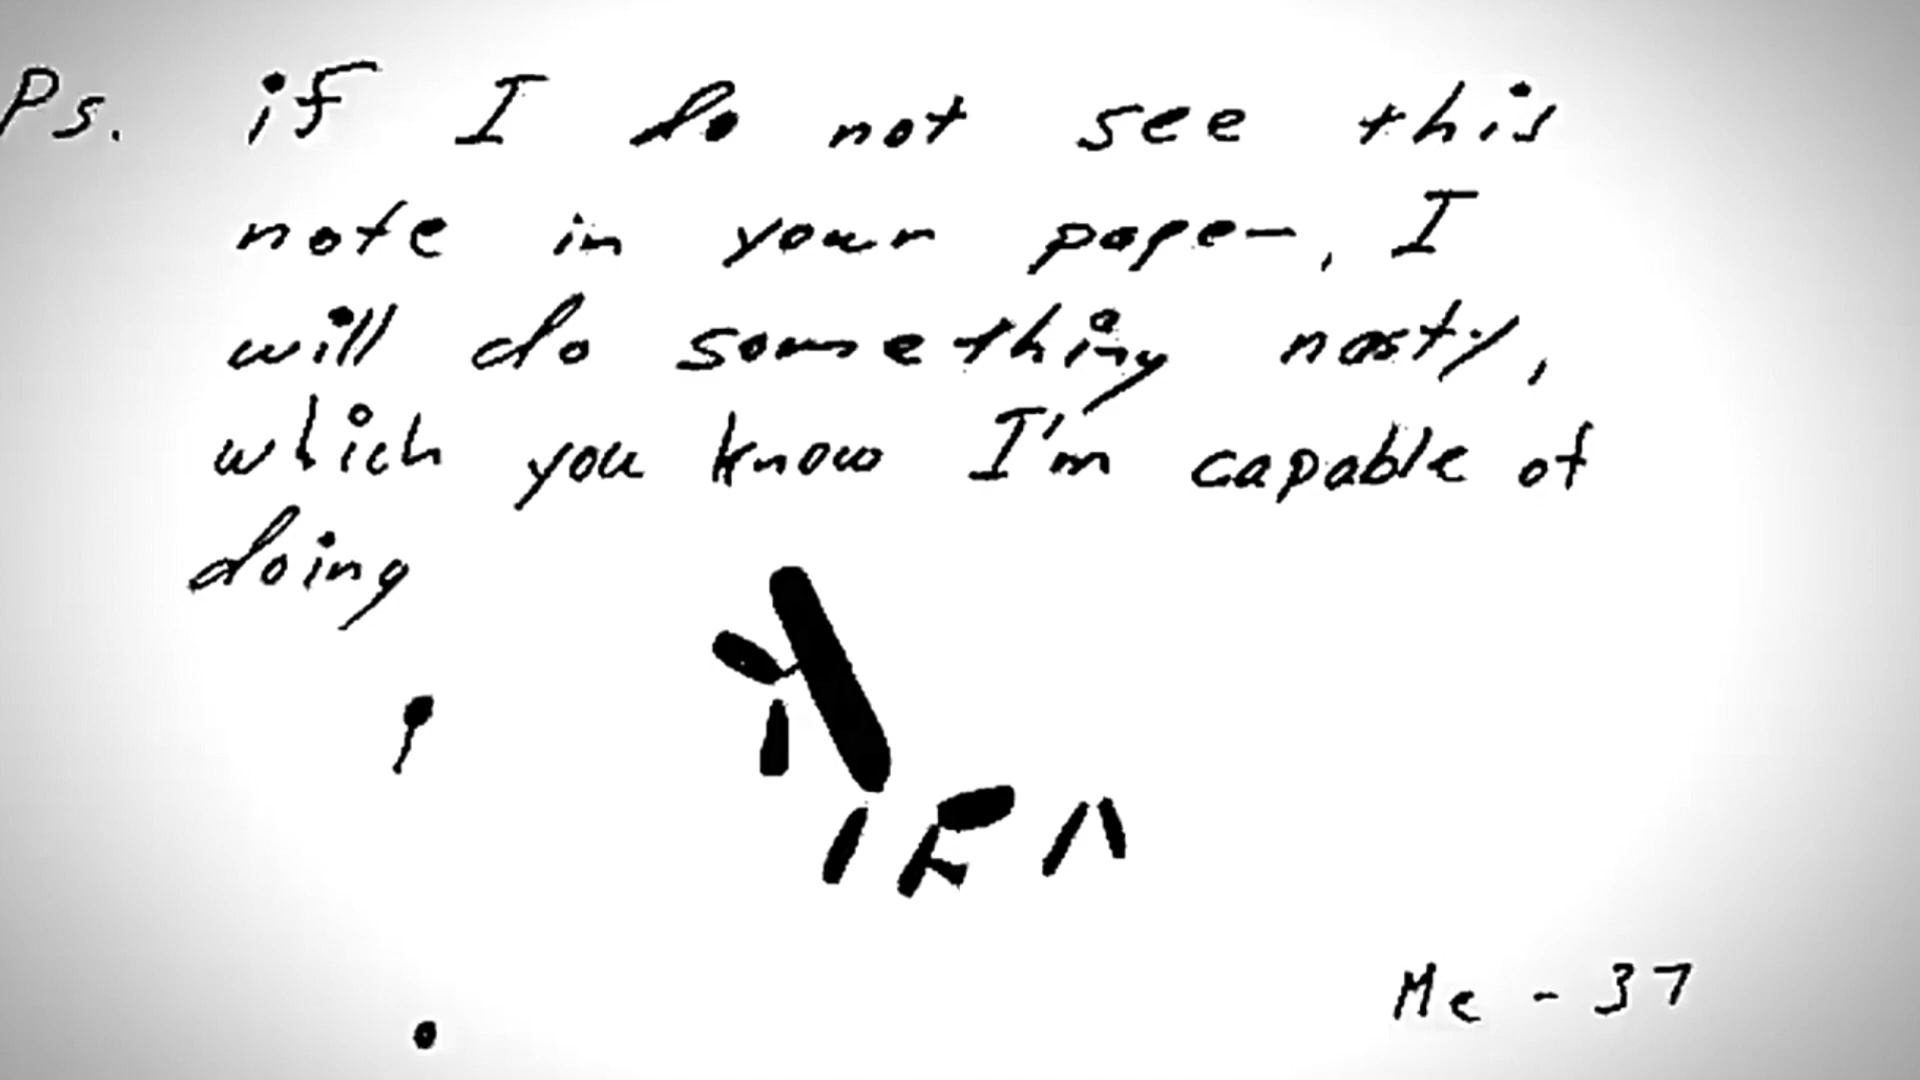 Ps. if I do not see this
note in your paper, I
will do something nasty,
which you know I'm capable of
doing
Me - 37